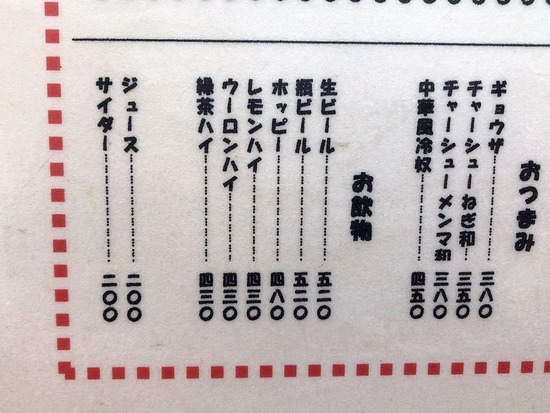 おつまみ
ギョウザ 三八〇
チャーシューねぎ和 三五〇
チャーシューメンマ和 三八〇
中華風冷奴 四五〇
お飲物
生ビール 五二〇
瓶ビール 五二〇
ホッピー 四八〇
レモンハイ 四三〇
ウーロンハイ 四三〇
緑茶ハイ 四三〇
ジュース 二〇〇
サイダー 二〇〇